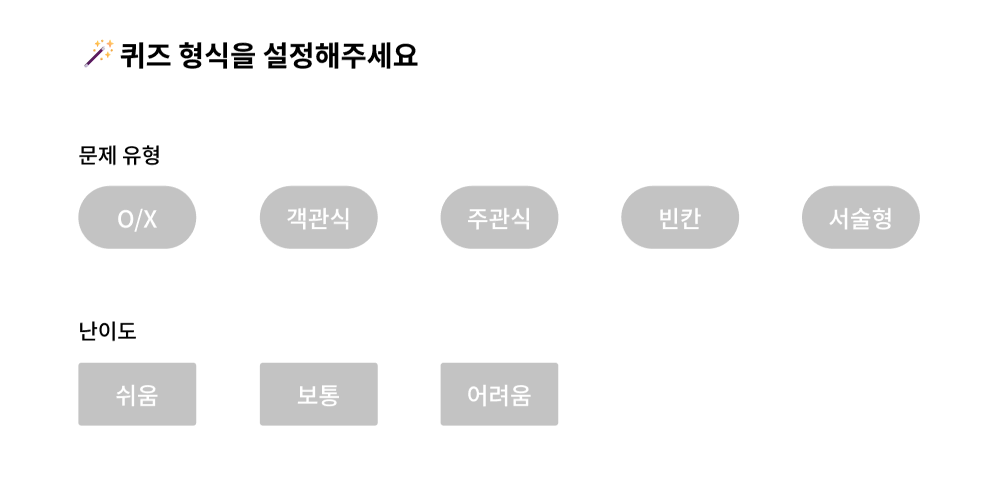 퀴즈 형식을 설정해주세요
문제 유형
O/X 객관식 주관식 빈칸 서술형
난이도
쉬움 보통 어려움